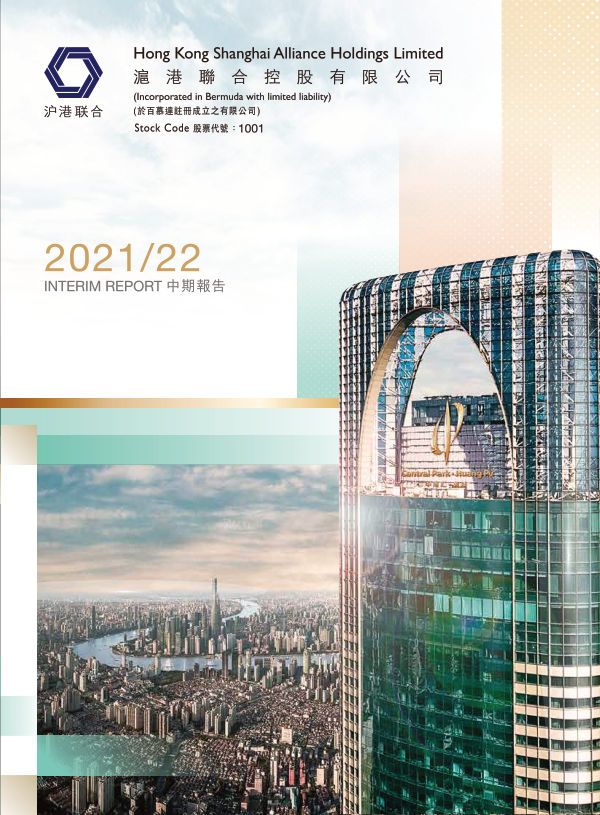 Hong Kong Shanghai Alliance Holdings Limited
滬港聯合控股有限公司
(Incorporated in Bermuda with limited liability)
(於百慕達註冊成立之有限公司)
Stock Code 股票代號：1001
沪港联合
2021/22
INTERIM REPORT 中期報告
Central Park · Huang Pu